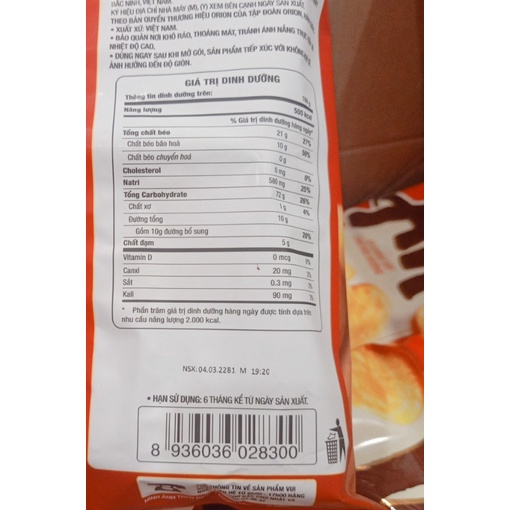 BẮC NINH, VIỆT NAM.
KÝ HIỆU ĐỊA CHỈ NHÀ MÁY (M), (Y) XEM BÊN CẠNH NGÀY SẢN XUẤT
THEO BẢN QUYỀN THƯƠNG HIỆU ORION CỦA TẬP ĐOÀN ORION,
• XUẤT XỨ: VIỆT NAM.
• BẢO QUẢN NƠI KHÔ RÁO, THOÁNG MÁT, TRÁNH ÁNH NẮNG
NHIỆT ĐỘ CAO.
• DÙNG NGAY SAU KHI MỞ GÓI, SẢN PHẨM TIẾP XÚC VỚI KHÔNG
ẢNH HƯỞNG ĐẾN ĐỘ GIÒN.
GIÁ TRỊ DINH DƯỠNG
Thông tin dinh dưỡng trên:
Năng lượng 500 kcal
% Giá trị dinh dưỡng hàng ngày*
Tổng chất béo 21 g 27%
Chất béo bão hoà 10 g 50%
Chất béo chuyển hoá 0g
Cholesterol 0 mg 0%
Natri 580 mg 25%
Tổng Carbohydrate 72 g 26%
Chất xơ 1 g 4%
Đường tổng 10 g
Gồm 10g đường bổ sung 20%
Chất đạm 5 g
Vitamin D 0 mcg
Canxi 20 mg
Sắt 0.3 mg
Kali 90 mg
* Phần trăm giá trị dinh dưỡng hàng ngày được tính dựa trên
nhu cầu năng lượng 2.000 kcal.
NSX: 04.03.2281 M 19:20
• HẠN SỬ DỤNG: 6 THÁNG KỂ TỪ NGÀY SẢN XUẤT.
8 936036 028300
THÔNG TIN VỀ SẢN PHẨM VUI